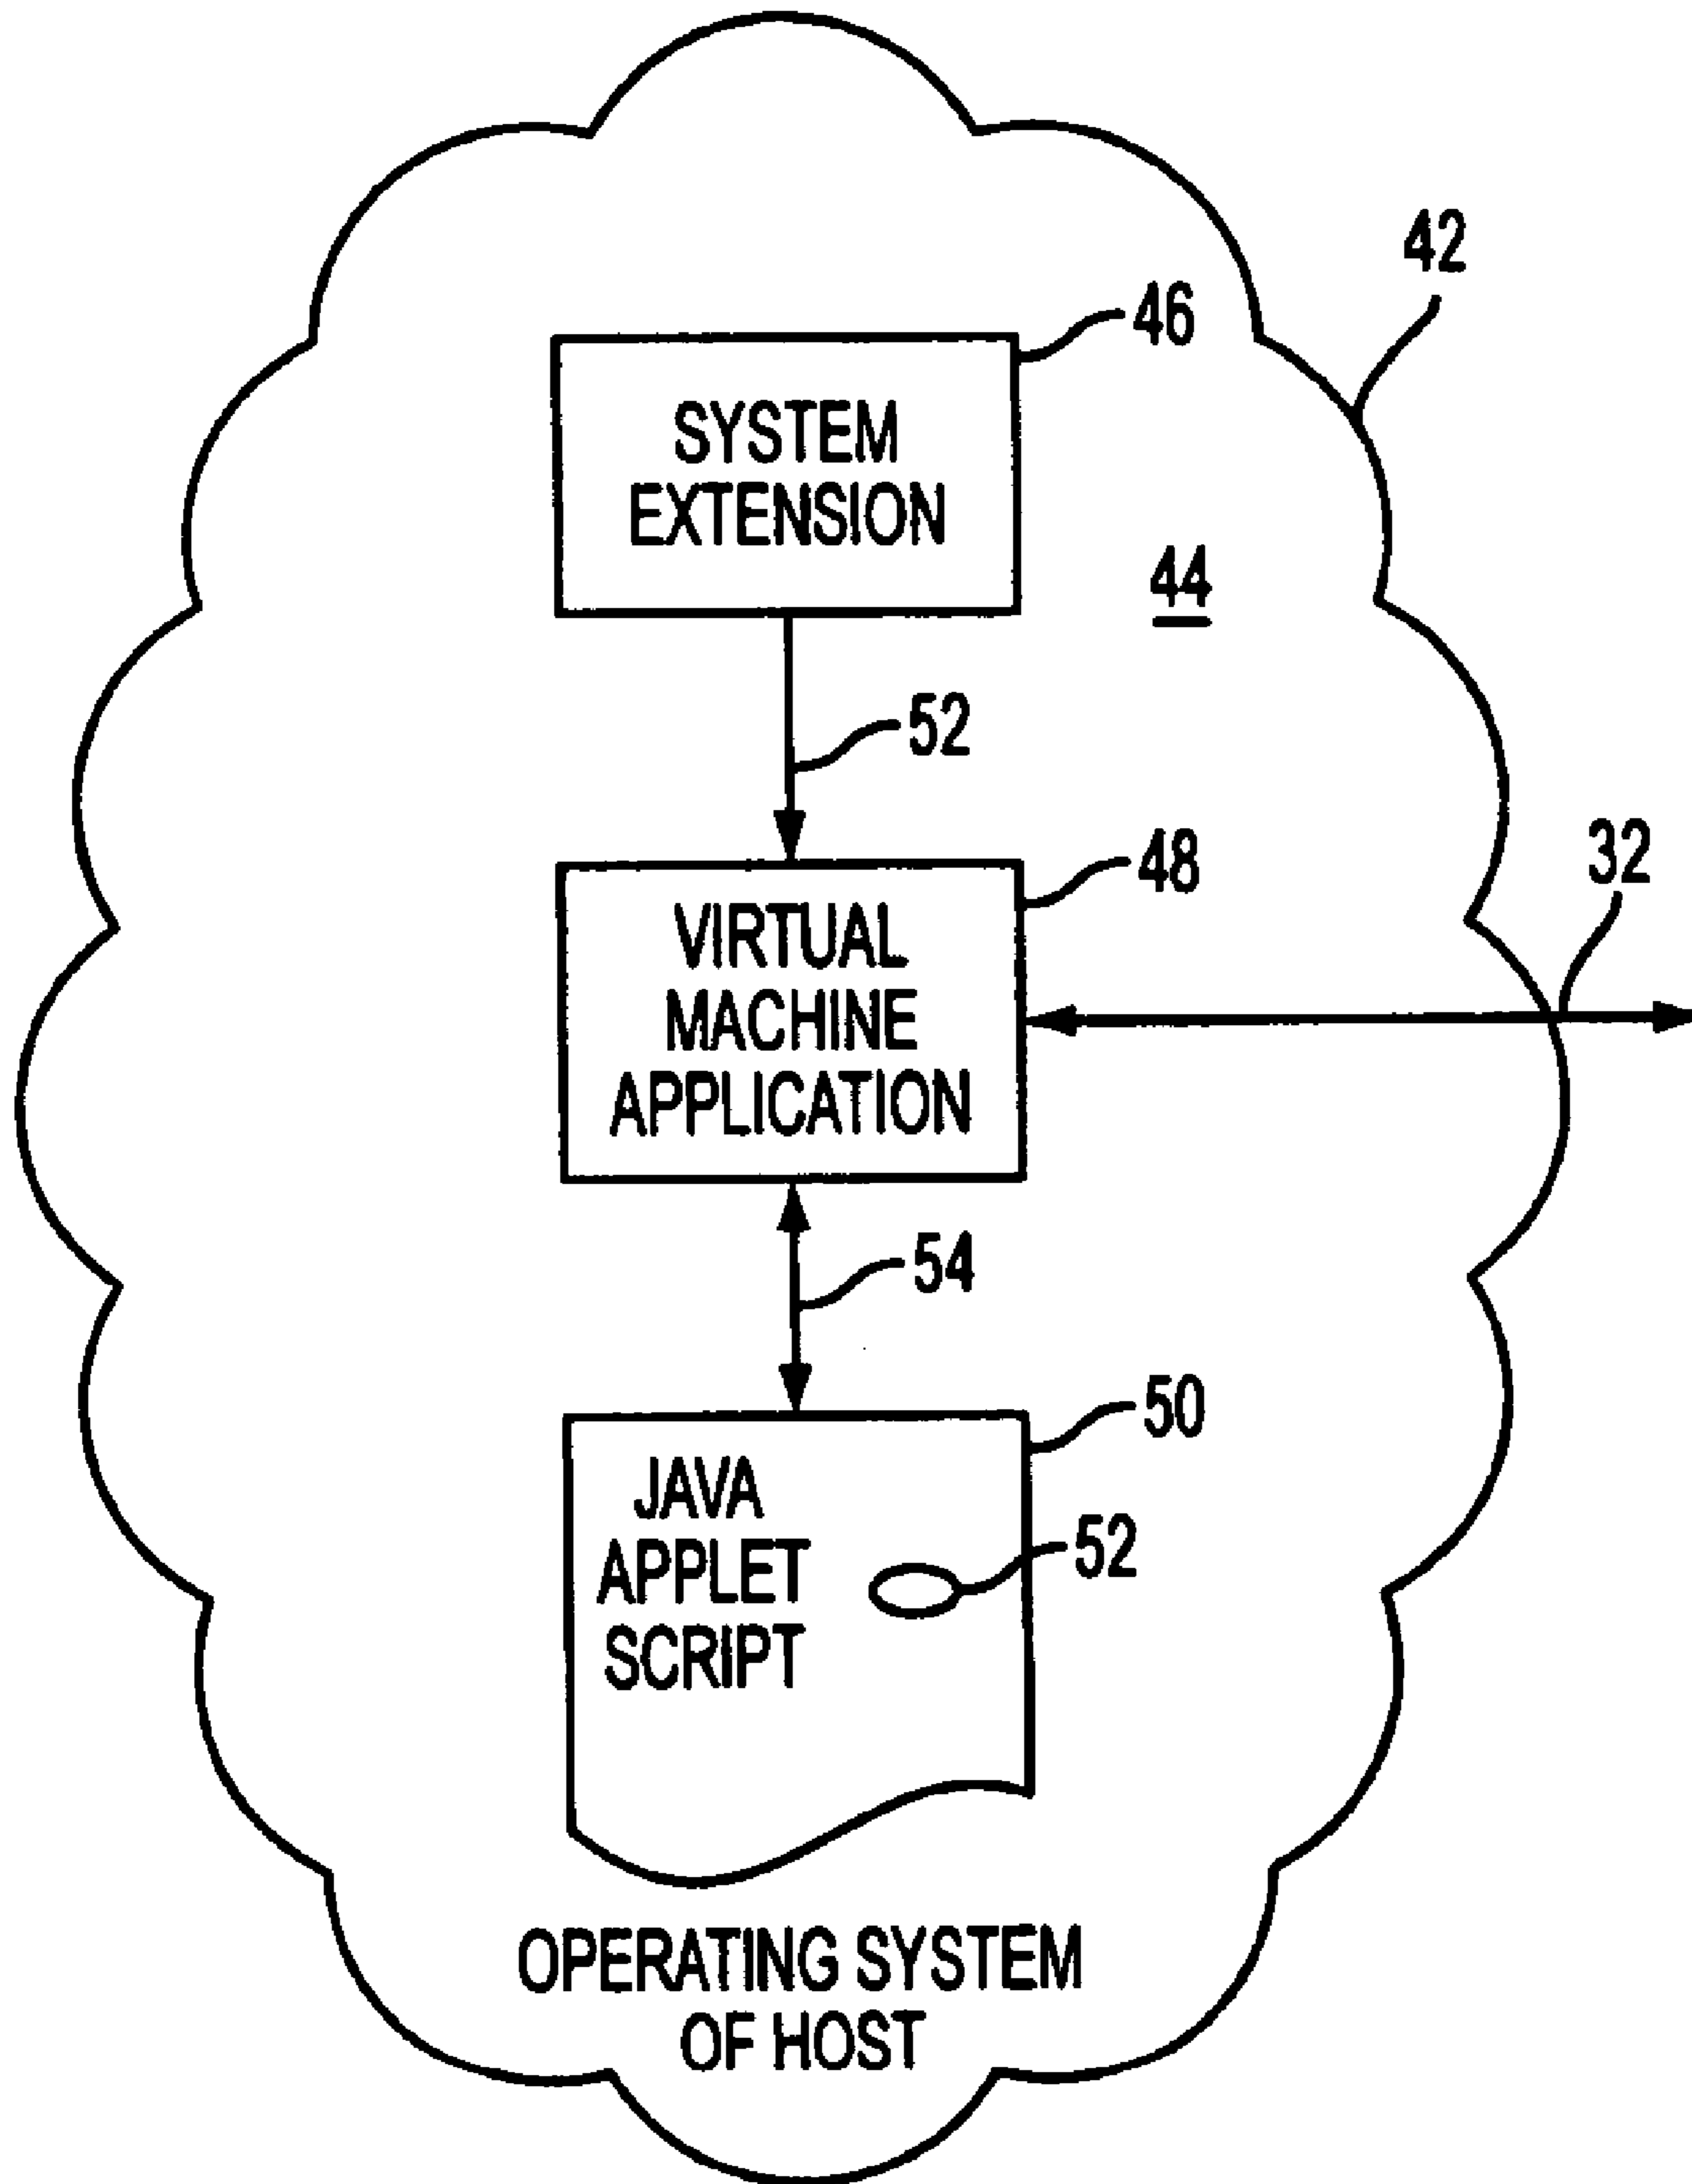 42
46
SYSTEM
EXTENSION
44
52
48
32
VIRTUAL
MACHINE
APPLICATION
54
50
JAVA
APPLET
52
SCRIPT
OPERATING SYSTEM
OF HOST